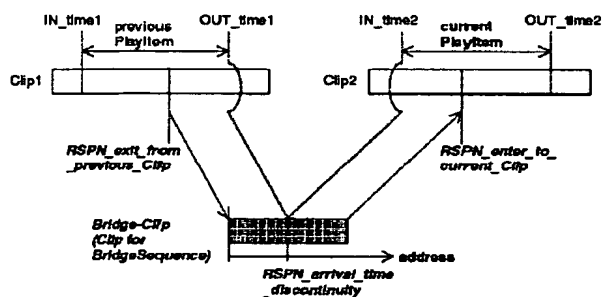 IN_time1
previous
PlayItem
OUT_time1
IN_time2
current
PlayItem
OUT_time2
Clip1
Clip2
RSPN_exit_from
_previous_Clip
RSPN_enter_to_
current_Clip
Bridge-Clip
(Clip for
BridgeSequence)
address
RSPN_arrival_time
discontinuity